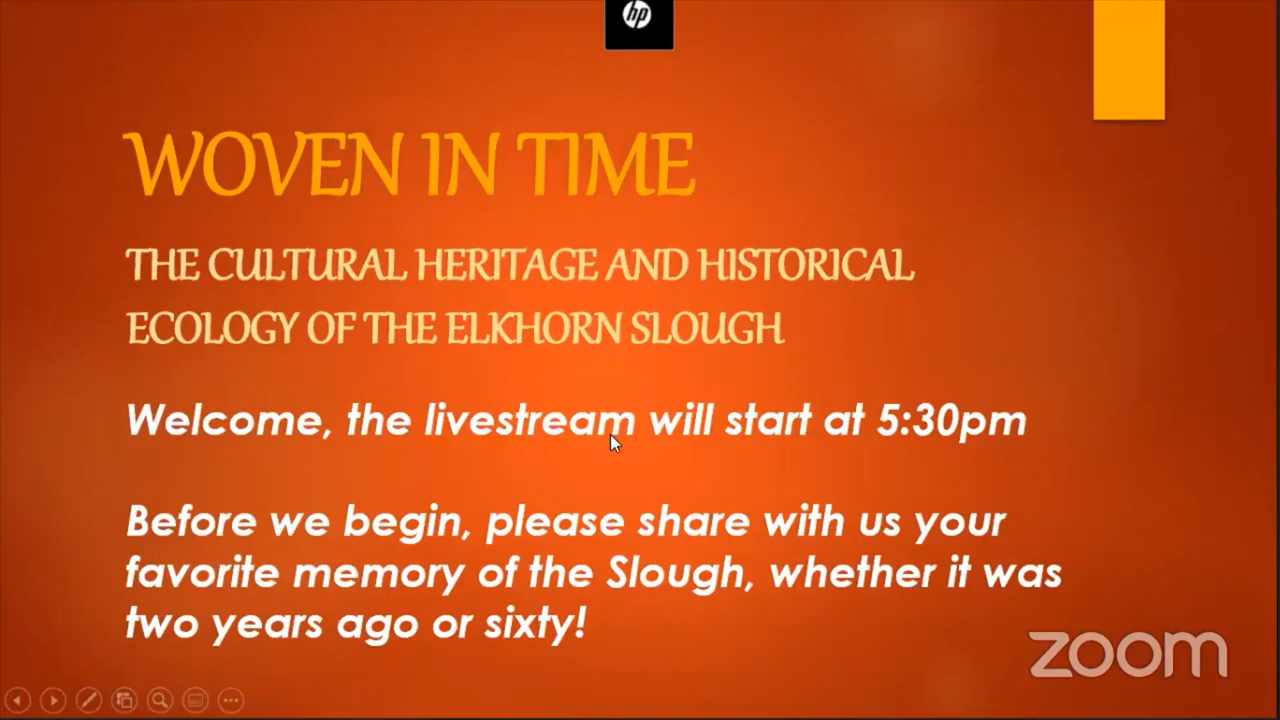 hp
WOVEN IN TIME
THE CULTURAL HERITAGE AND HISTORICAL
ECOLOGY OF THE ELKHORN SLOUGH
Welcome, the livestream will start at 5:30pm
Before we begin, please share with us your
favorite memory of the Slough, whether it was
two years ago or sixty!
zoom